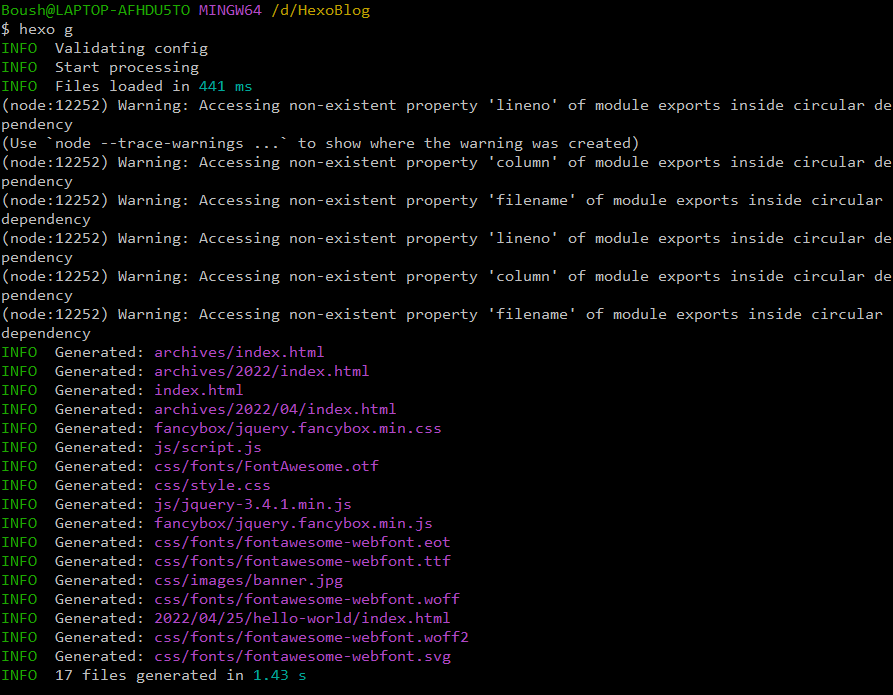 Boush@LAPTOP-AFHDU5TO MINGW64 /d/HexoBlog
$ hexo g
INFO  Validating config
INFO  Start processing
INFO  Files loaded in 441 ms
(node:12252) Warning: Accessing non-existent property 'lineno' of module exports inside circular de
pendency
(Use `node --trace-warnings ...` to show where the warning was created)
(node:12252) Warning: Accessing non-existent property 'column' of module exports inside circular de
pendency
(node:12252) Warning: Accessing non-existent property 'filename' of module exports inside circular
dependency
(node:12252) Warning: Accessing non-existent property 'lineno' of module exports inside circular de
pendency
(node:12252) Warning: Accessing non-existent property 'column' of module exports inside circular de
pendency
(node:12252) Warning: Accessing non-existent property 'filename' of module exports inside circular
dependency
INFO  Generated: archives/index.html
INFO  Generated: archives/2022/index.html
INFO  Generated: index.html
INFO  Generated: archives/2022/04/index.html
INFO  Generated: fancybox/jquery.fancybox.min.css
INFO  Generated: js/script.js
INFO  Generated: css/fonts/FontAwesome.otf
INFO  Generated: css/style.css
INFO  Generated: js/jquery-3.4.1.min.js
INFO  Generated: fancybox/jquery.fancybox.min.js
INFO  Generated: css/fonts/fontawesome-webfont.eot
INFO  Generated: css/fonts/fontawesome-webfont.ttf
INFO  Generated: css/images/banner.jpg
INFO  Generated: css/fonts/fontawesome-webfont.woff
INFO  Generated: 2022/04/25/hello-world/index.html
INFO  Generated: css/fonts/fontawesome-webfont.woff2
INFO  Generated: css/fonts/fontawesome-webfont.svg
INFO  17 files generated in 1.43 s